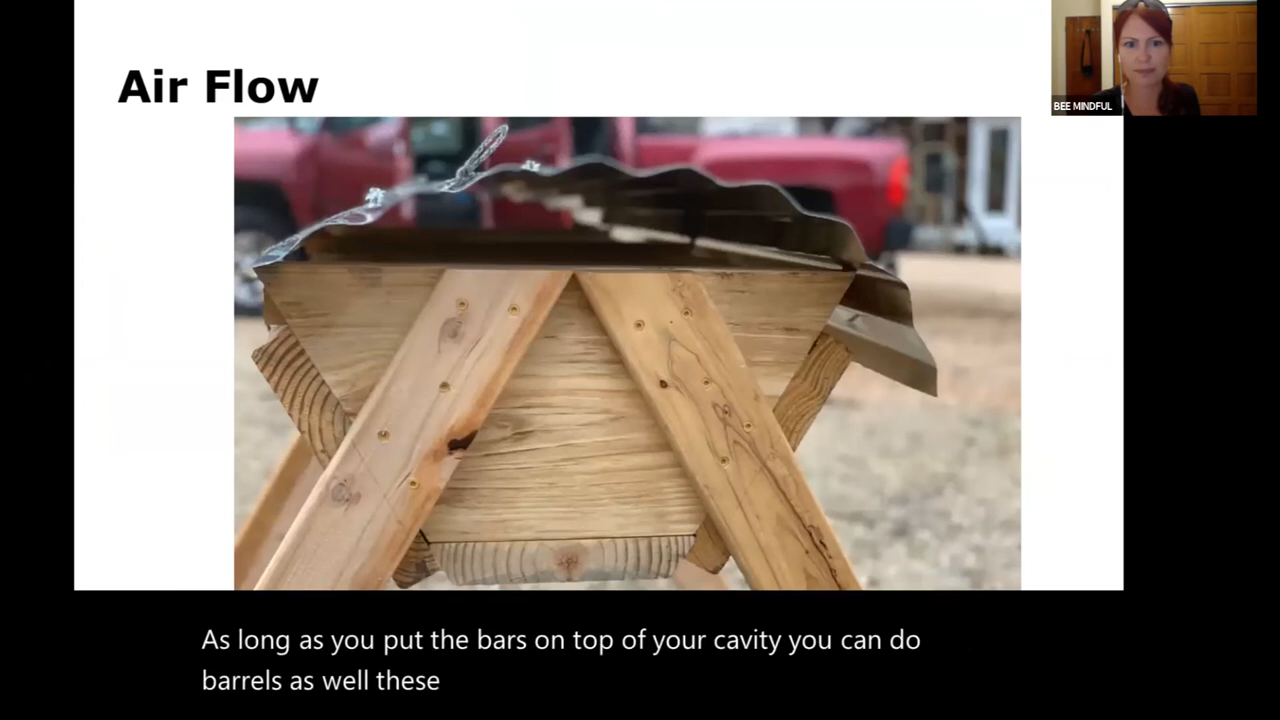 Air Flow
BEE MINDFUL
As long as you put the bars on top of your cavity you can do
barrels as well these